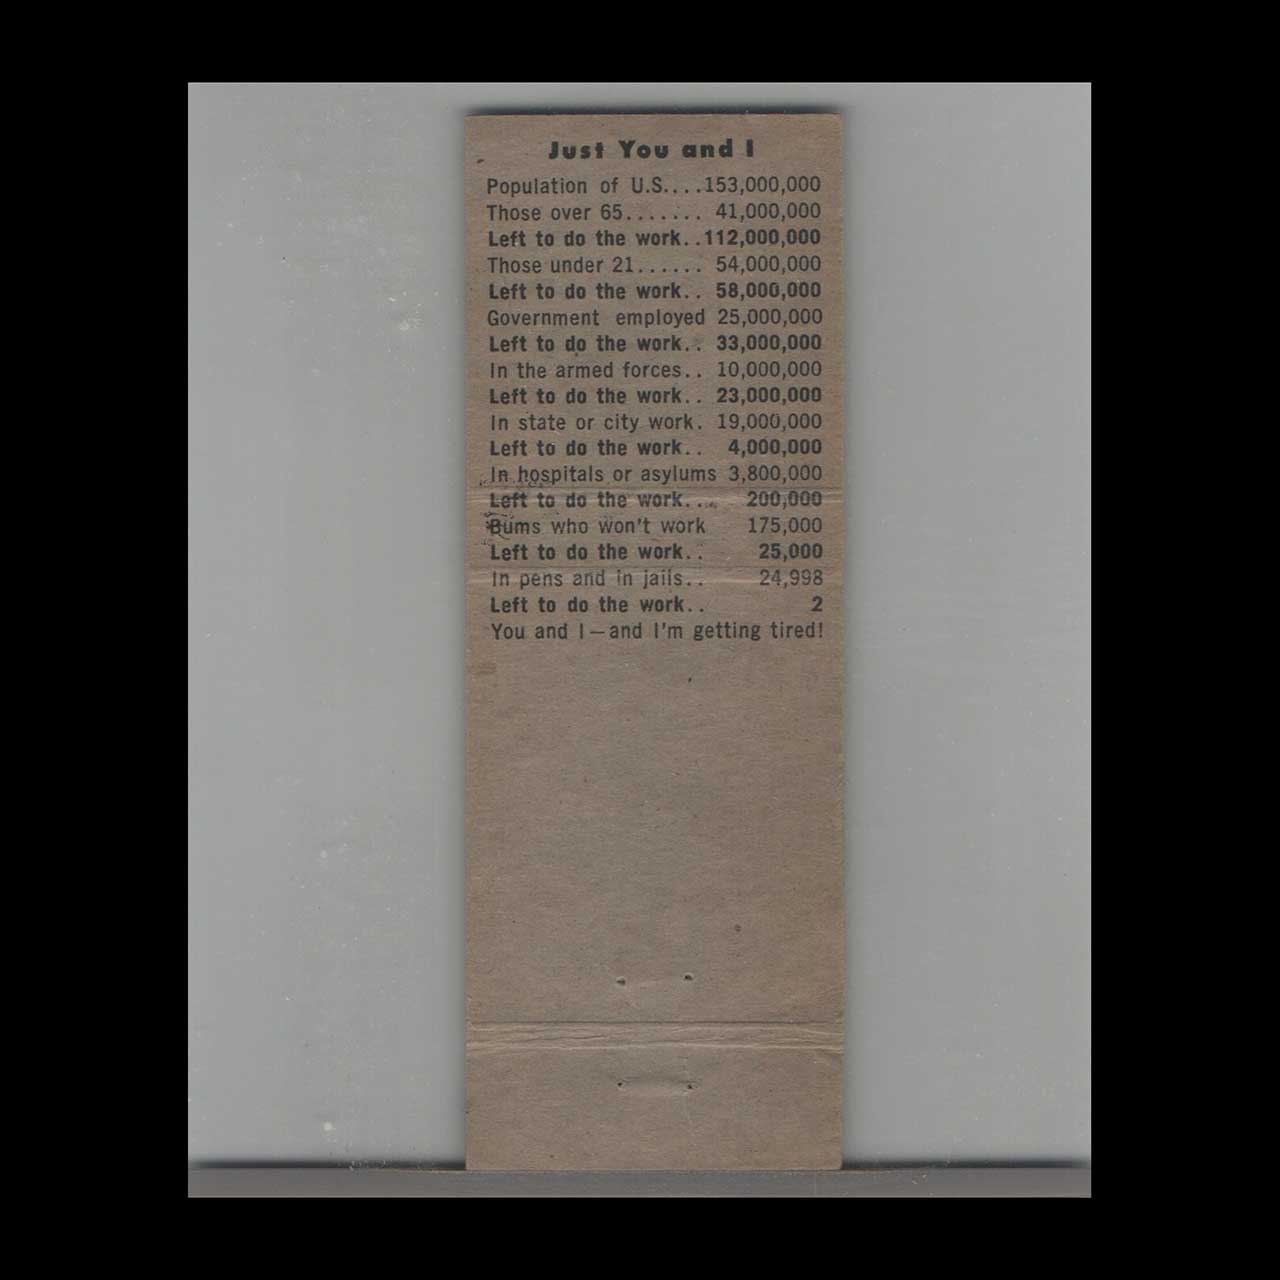 Just You and I
Population of U.S....153,000,000
Those over 65....... 41,000,000
Left to do the work..112,000,000
Those under 21...... 54,000,000
Left to do the work.. 58,000,000
Government employed 25,000,000
Left to do the work.. 33,000,000
In the armed forces.. 10,000,000
Left to do the work.. 23,000,000
In state or city work. 19,000,000
Left to do the work.. 4,000,000
In hospitals or asylums 3,800,000
Left to do the work... 200,000
Bums who won't work 175,000
Left to do the work.. 25,000
In pens and in jails.. 24,998
Left to do the work.. 2
You and I—and I'm getting tired!